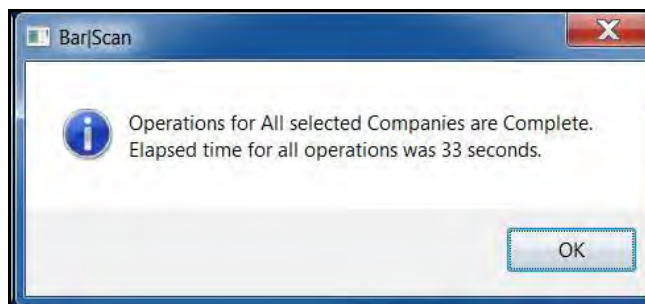 Bar|Scan
Operations for All selected Companies are Complete.
Elapsed time for all operations was 33 seconds.
OK